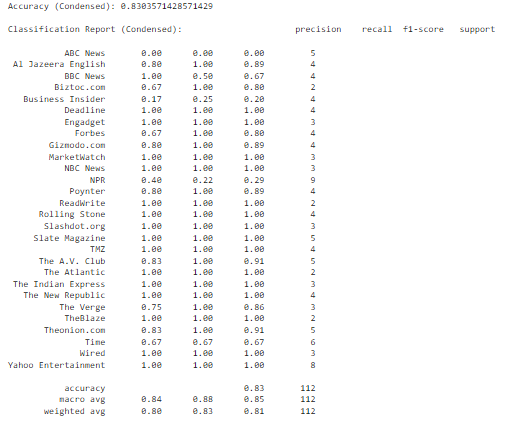 Accuracy (Condensed): 0.8303571428571429
Classification Report (Condensed): precision recall f1-score support
ABC News 0.00 0.00 0.00 5
Al Jazeera English 0.80 1.00 0.89 4
BBC News 1.00 0.50 0.67 4
Biztoc.com 0.67 1.00 0.80 2
Business Insider 0.17 0.25 0.20 4
Deadline 1.00 1.00 1.00 4
Engadget 1.00 1.00 1.00 3
Forbes 0.67 1.00 0.80 4
Gizmodo.com 0.80 1.00 0.89 4
MarketWatch 1.00 1.00 1.00 3
NBC News 1.00 1.00 1.00 3
NPR 0.40 0.22 0.29 9
Poynter 0.80 1.00 0.89 4
ReadWrite 1.00 1.00 1.00 2
Rolling Stone 1.00 1.00 1.00 4
Slashdot.org 1.00 1.00 1.00 3
Slate Magazine 1.00 1.00 1.00 5
TMZ 1.00 1.00 1.00 4
The A.V. Club 0.83 1.00 0.91 5
The Atlantic 1.00 1.00 1.00 2
The Indian Express 1.00 1.00 1.00 3
The New Republic 1.00 1.00 1.00 4
The Verge 0.75 1.00 0.86 3
TheBlaze 1.00 1.00 1.00 2
Theonion.com 0.83 1.00 0.91 5
Time 0.67 0.67 0.67 6
Wired 1.00 1.00 1.00 3
Yahoo Entertainment 1.00 1.00 1.00 8
accuracy 0.83 112
macro avg 0.84 0.88 0.85 112
weighted avg 0.80 0.83 0.81 112